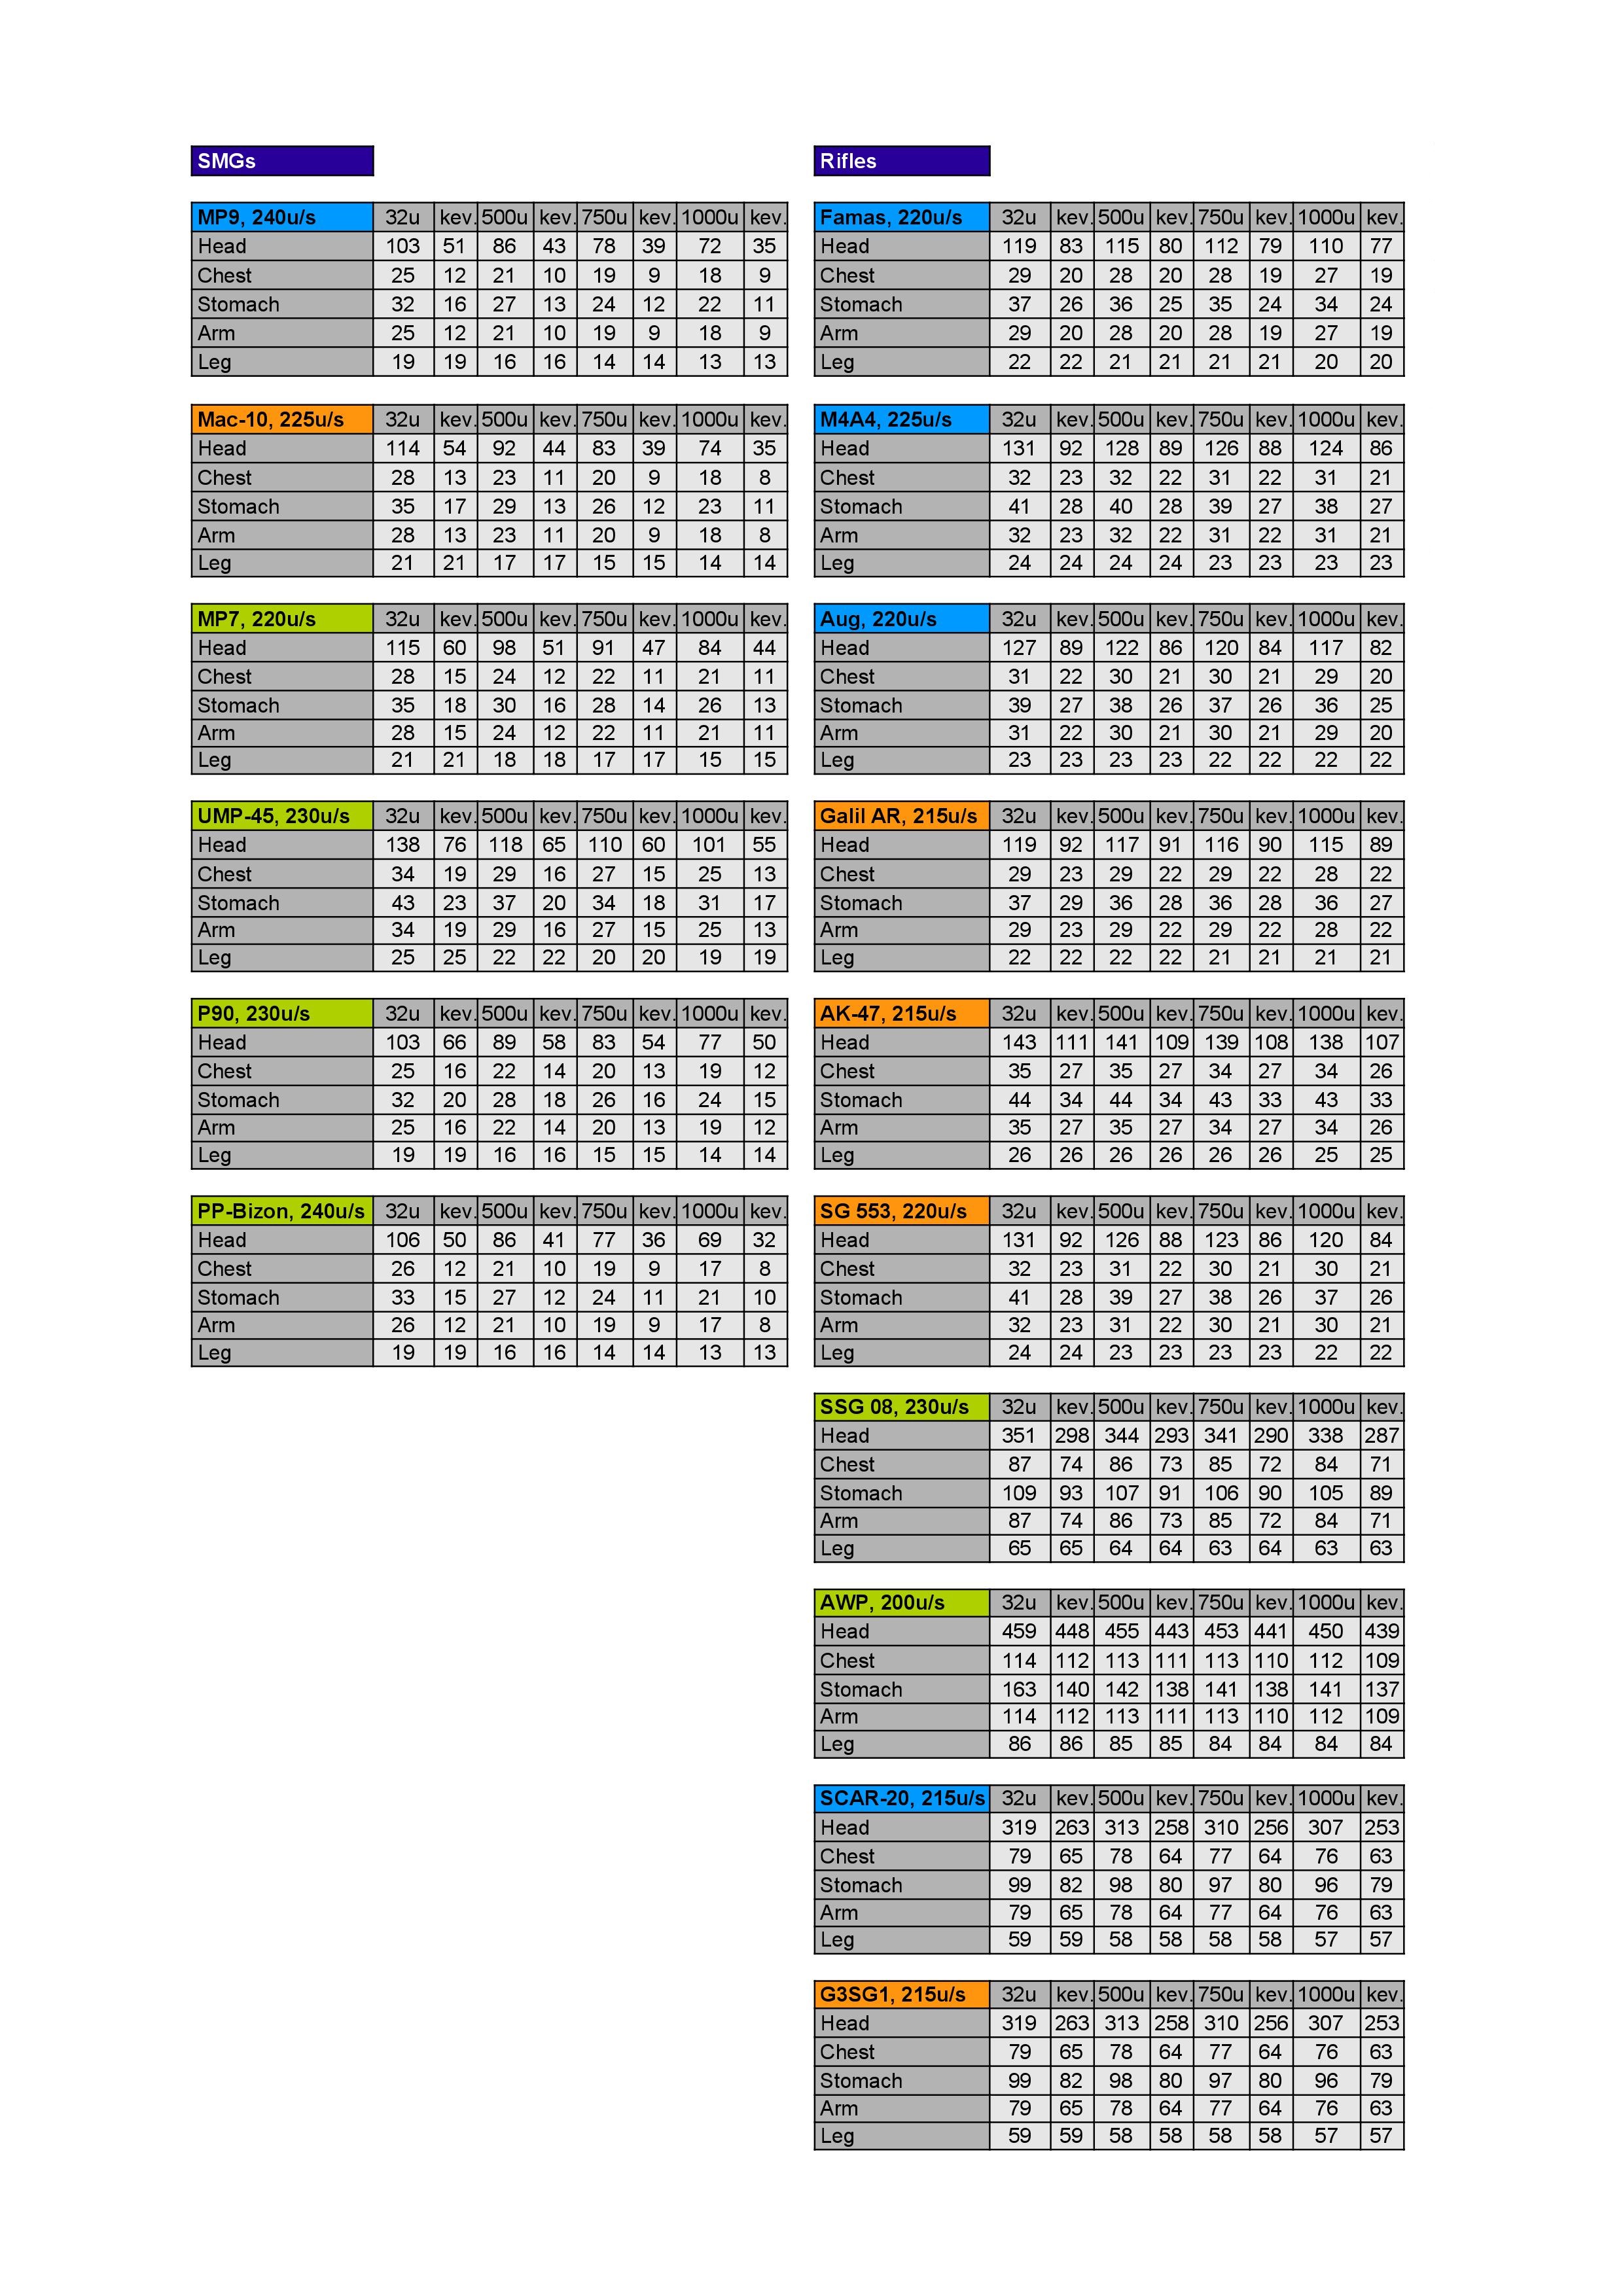 SMGs
MP9, 240u/s 32u kev. 500u kev. 750u kev. 1000u kev.
Head 103 51 86 43 78 39 72 35
Chest 25 12 21 10 19 9 18 9
Stomach 32 16 27 13 24 12 22 11
Arm 25 12 21 10 19 9 18 9
Leg 19 19 16 16 14 14 13 13
Mac-10, 225u/s 32u kev. 500u kev. 750u kev. 1000u kev.
Head 114 54 92 44 83 39 74 35
Chest 28 13 23 11 20 9 18 8
Stomach 35 17 29 13 26 12 23 11
Arm 28 13 23 11 20 9 18 8
Leg 21 21 17 17 15 15 14 14
MP7, 220u/s 32u kev. 500u kev. 750u kev. 1000u kev.
Head 115 60 98 51 91 47 84 44
Chest 28 15 24 12 22 11 21 11
Stomach 35 18 30 16 28 14 26 13
Arm 28 15 24 12 22 11 21 11
Leg 21 21 18 18 17 17 15 15
UMP-45, 230u/s 32u kev. 500u kev. 750u kev. 1000u kev.
Head 138 76 118 65 110 60 101 55
Chest 34 19 29 16 27 15 25 13
Stomach 43 23 37 20 34 18 31 17
Arm 34 19 29 16 27 15 25 13
Leg 25 25 22 22 20 20 19 19
P90, 230u/s 32u kev. 500u kev. 750u kev. 1000u kev.
Head 103 66 89 58 83 54 77 50
Chest 25 16 22 14 20 13 19 12
Stomach 32 20 28 18 26 16 24 15
Arm 25 16 22 14 20 13 19 12
Leg 19 19 16 16 15 15 14 14
PP-Bizon, 240u/s 32u kev. 500u kev. 750u kev. 1000u kev.
Head 106 50 86 41 77 36 69 32
Chest 26 12 21 10 19 9 17 8
Stomach 33 15 27 12 24 11 21 10
Arm 26 12 21 10 19 9 17 8
Leg 19 19 16 16 14 14 13 13
Rifles
Famas, 220u/s 32u kev. 500u kev. 750u kev. 1000u kev.
Head 119 83 115 80 112 79 110 77
Chest 29 20 28 20 28 19 27 19
Stomach 37 26 36 25 35 24 34 24
Arm 29 20 28 20 28 19 27 19
Leg 22 22 21 21 21 21 20 20
M4A4, 225u/s 32u kev. 500u kev. 750u kev. 1000u kev.
Head 131 92 128 89 126 88 124 86
Chest 32 23 32 22 31 22 31 21
Stomach 41 28 40 28 39 27 38 27
Arm 32 23 32 22 31 22 31 21
Leg 24 24 24 24 23 23 23 23
Aug, 220u/s 32u kev. 500u kev. 750u kev. 1000u kev.
Head 127 89 122 86 120 84 117 82
Chest 31 22 30 21 30 21 29 20
Stomach 39 27 38 26 37 26 36 25
Arm 31 22 30 21 30 21 29 20
Leg 23 23 23 23 22 22 22 22
Galil AR, 215u/s 32u kev. 500u kev. 750u kev. 1000u kev.
Head 119 92 117 91 116 90 115 89
Chest 29 23 29 22 29 22 28 22
Stomach 37 29 36 28 36 28 36 27
Arm 29 23 29 22 29 22 28 22
Leg 22 22 22 22 21 21 21 21
AK-47, 215u/s 32u kev. 500u kev. 750u kev. 1000u kev.
Head 143 111 141 109 139 108 138 107
Chest 35 27 35 27 34 27 34 26
Stomach 44 34 44 34 43 33 43 33
Arm 35 27 35 27 34 27 34 26
Leg 26 26 26 26 26 26 25 25
SG 553, 220u/s 32u kev. 500u kev. 750u kev. 1000u kev.
Head 131 92 126 88 123 86 120 84
Chest 32 23 31 22 30 21 30 21
Stomach 41 28 39 27 38 26 37 26
Arm 32 23 31 22 30 21 30 21
Leg 24 24 23 23 23 23 22 22
SSG 08, 230u/s 32u kev. 500u kev. 750u kev. 1000u kev.
Head 351 298 344 293 341 290 338 287
Chest 87 74 86 73 85 72 84 71
Stomach 109 93 107 91 106 90 105 89
Arm 87 74 86 73 85 72 84 71
Leg 65 65 64 64 63 64 63 63
AWP, 200u/s 32u kev. 500u kev. 750u kev. 1000u kev.
Head 459 448 455 443 453 441 450 439
Chest 114 112 113 111 113 110 112 109
Stomach 163 140 142 138 141 138 141 137
Arm 114 112 113 111 113 110 112 109
Leg 86 86 85 85 84 84 84 84
SCAR-20, 215u/s 32u kev. 500u kev. 750u kev. 1000u kev.
Head 319 263 313 258 310 256 307 253
Chest 79 65 78 64 77 64 76 63
Stomach 99 82 98 80 97 80 96 79
Arm 79 65 78 64 77 64 76 63
Leg 59 59 58 58 58 58 57 57
G3SG1, 215u/s 32u kev. 500u kev. 750u kev. 1000u kev.
Head 319 263 313 258 310 256 307 253
Chest 79 65 78 64 77 64 76 63
Stomach 99 82 98 80 97 80 96 79
Arm 79 65 78 64 77 64 76 63
Leg 59 59 58 58 58 58 57 57